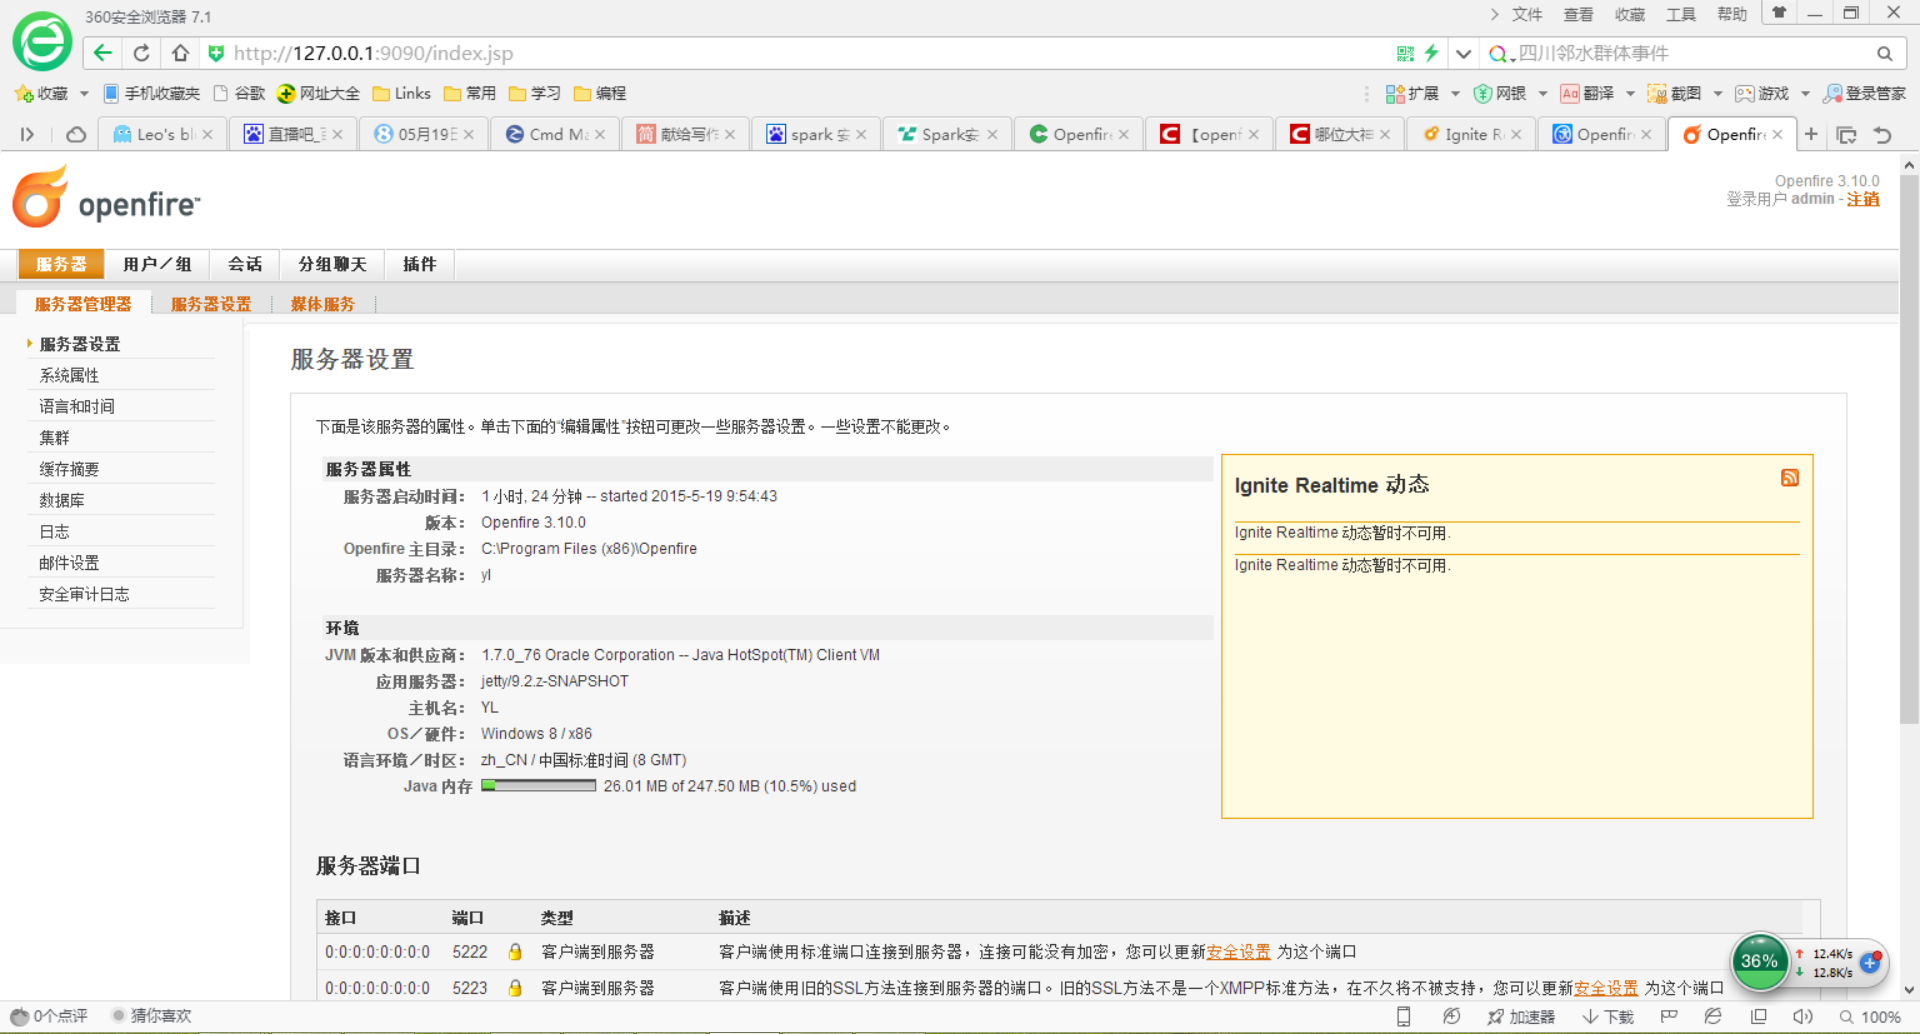 360安全浏览器 7.1
文件 查看 收藏 工具 帮助
http://127.0.0.1:9090/index.jsp
四川邻水群体事件
收藏 手机收藏夹 谷歌 网址大全 Links 常用 学习 编程
扩展 网银 Aa 翻译 截图 游戏 登录管家
Leo's bl 直播吧_ 05月19日 Cmd Ma 简 献给写作 spark 安 Spark安 Openfire 【openf 哪位大神 Ignite R Openfir Openfire
openfire
Openfire 3.10.0
登录用户 admin - 注销
服务器 用户／组 会话 分组聊天 插件
服务器管理器 服务器设置 媒体服务
服务器设置
系统属性
语言和时间
集群
缓存摘要
数据库
日志
邮件设置
安全审计日志
服务器设置
下面是该服务器的属性。单击下面的“编辑属性”按钮可更改一些服务器设置。一些设置不能更改。
服务器属性
服务器启动时间： 1 小时, 24 分钟 -- started 2015-5-19 9:54:43
版本： Openfire 3.10.0
Openfire 主目录： C:\Program Files (x86)\Openfire
服务器名称： yl
环境
JVM 版本和供应商： 1.7.0_76 Oracle Corporation -- Java HotSpot(TM) Client VM
应用服务器： jetty/9.2.z-SNAPSHOT
主机名： YL
OS／硬件： Windows 8 / x86
语言环境／时区： zh_CN / 中国标准时间 (8 GMT)
Java 内存 26.01 MB of 247.50 MB (10.5%) used
Ignite Realtime 动态
Ignite Realtime 动态暂时不可用.
Ignite Realtime 动态暂时不可用.
服务器端口
接口 端口 类型 描述
0:0:0:0:0:0:0:0 5222 客户端到服务器 客户端使用标准端口连接到服务器，连接可能没有加密，您可以更新安全设置 为这个端口
0:0:0:0:0:0:0:0 5223 客户端到服务器 客户端使用旧的SSL方法连接到服务器的端口。旧的SSL方法不是一个XMPP标准方法，在不久将不被支持，您可以更新安全设置 为这个端口
36% 12.4K/s
12.8K/s
0个点评 猜你喜欢
加速器 下载 100%